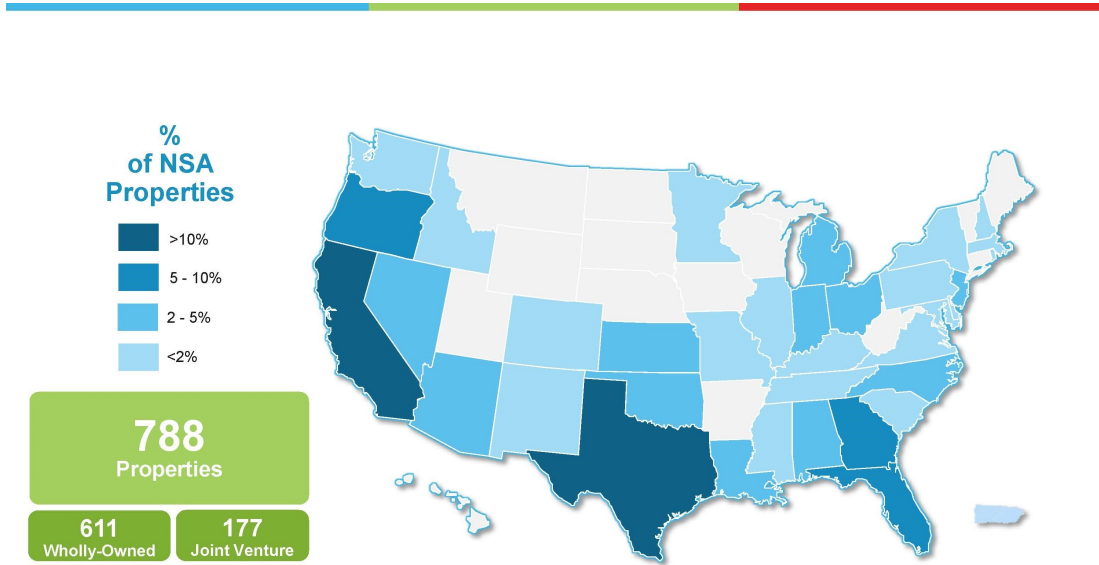 %
of NSA
Properties
>10%
5 - 10%
2 - 5%
<2%
788
Properties
611
Wholly-Owned
177
Joint Venture